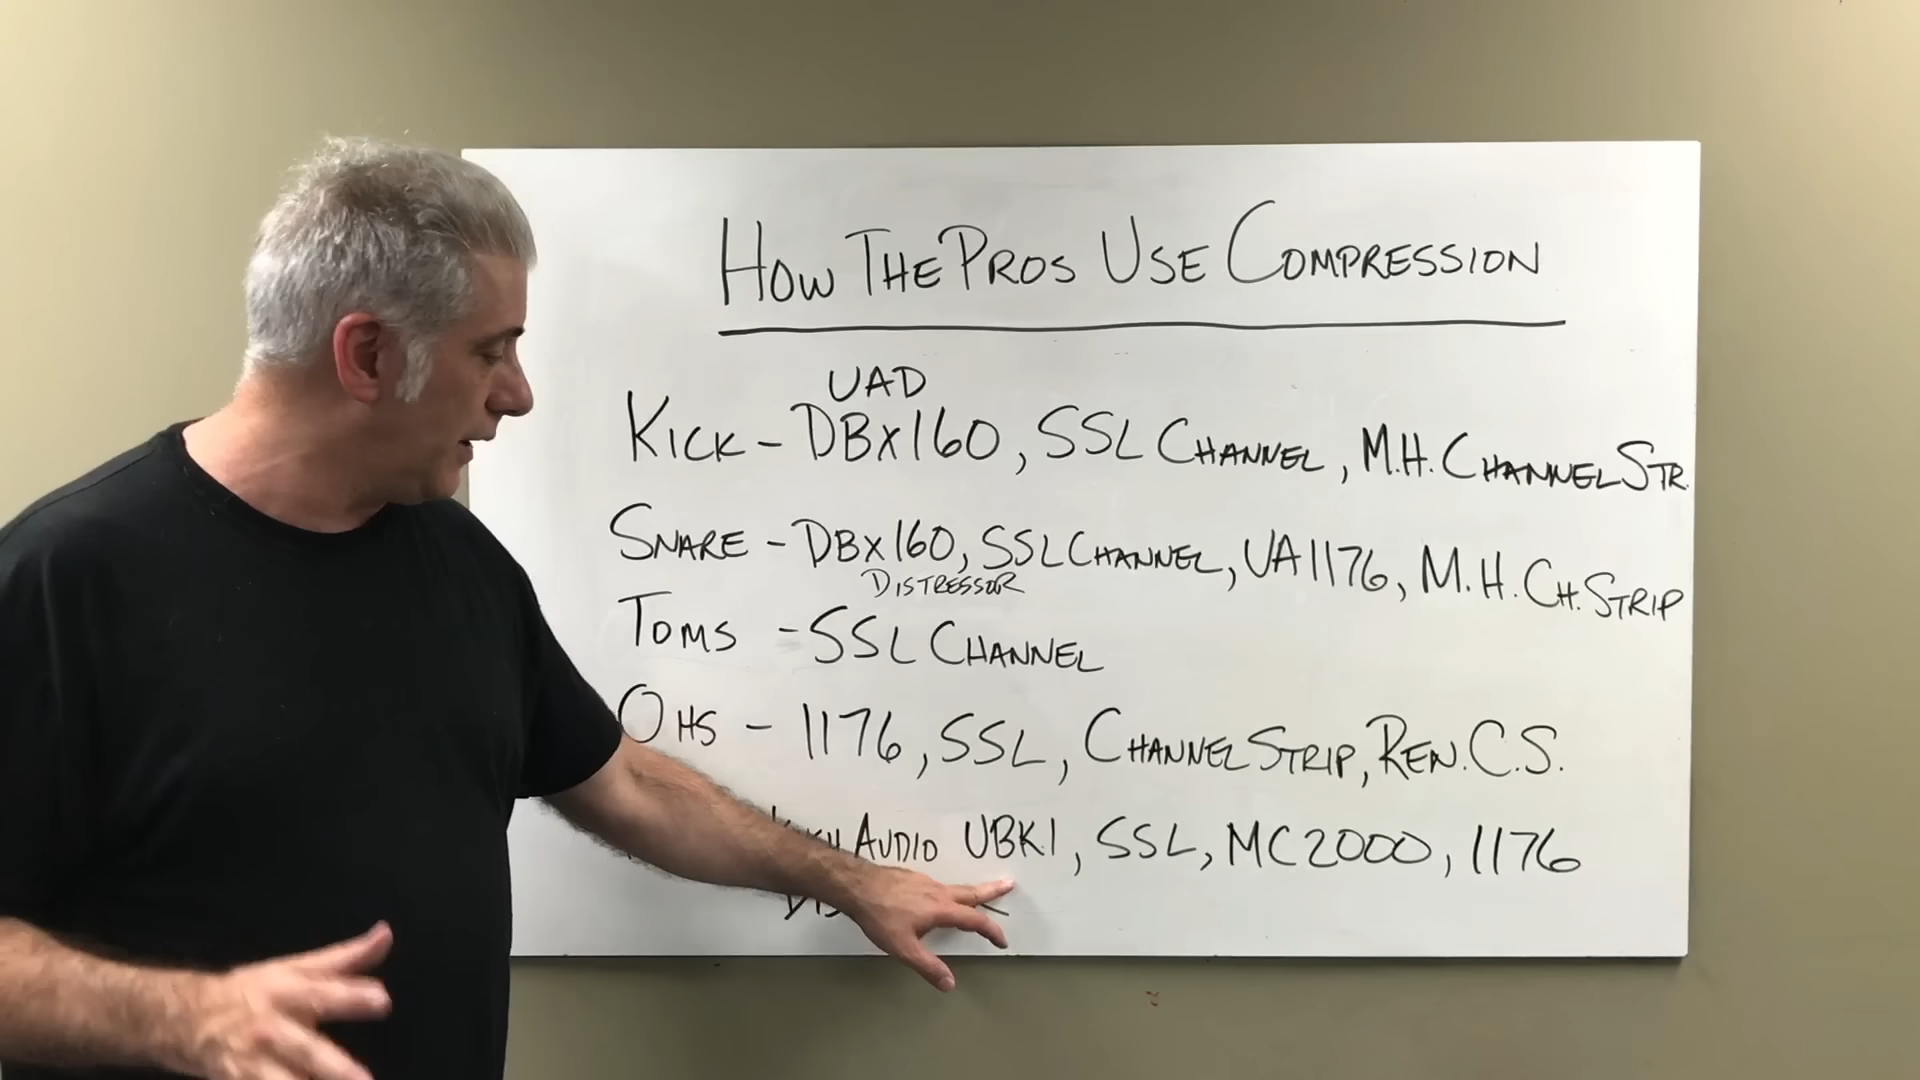 HOW THE PROS USE COMPRESSION
UAD
KICK - DBX160, SSL CHANNEL, M.H. CHANNEL STR.
SNARE - DBX160, SSL CHANNEL, UA1176, M.H. CH. STRIP
DISTRESSOR
TOMS - SSL CHANNEL
OHS - 1176, SSL, CHANNEL STRIP, REN. C.S.
AUDIO UBK1, SSL, MC2000, 1176